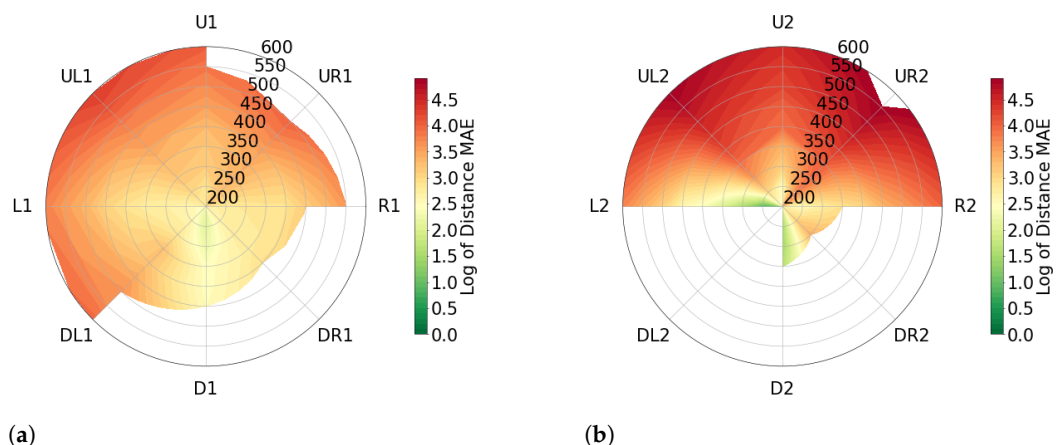 U1
UL1
UR1
L1
R1
DL1
DR1
D1
600
550
500
450
400
350
300
250
200
4.5
4.0
3.5
3.0
2.5
2.0
1.5
1.0
0.5
0.0
Log of Distance MAE
(a)
U2
UL2
UR2
L2
R2
DL2
DR2
D2
600
550
500
450
400
350
300
250
200
4.5
4.0
3.5
3.0
2.5
2.0
1.5
1.0
0.5
0.0
Log of Distance MAE
(b)